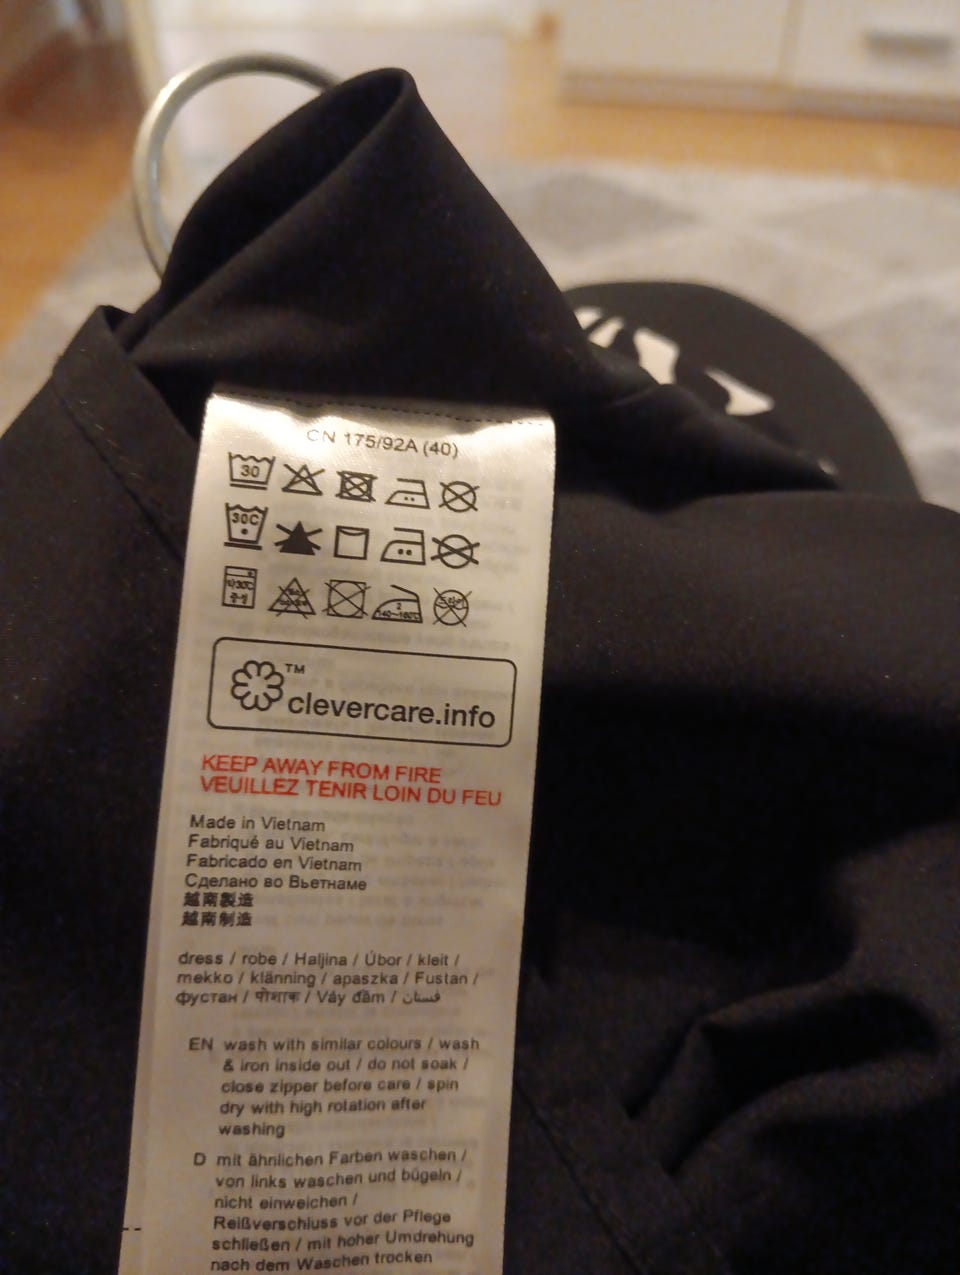 CN 175/92A (40)
30
30C
clevercare.info
TM
KEEP AWAY FROM FIRE
VEUILLEZ TENIR LOIN DU FEU
Made in Vietnam
Fabriqué au Vietnam
Fabricado en Vietnam
Сделано во Вьетнаме
越南製造
越南制造
dress / robe / Haljina / Úbor / kleit /
mekko / klänning / apaszka / Fustan /
фустан / पोशाक / Váy đầm / فستان
EN wash with similar colours / wash
& iron inside out / do not soak /
close zipper before care / spin
dry with high rotation after
washing
D mit ähnlichen Farben waschen /
von links waschen und bügeln /
nicht einweichen /
Reißverschluss vor der Pflege
schließen / mit hoher Umdrehung
nach dem Waschen trocken